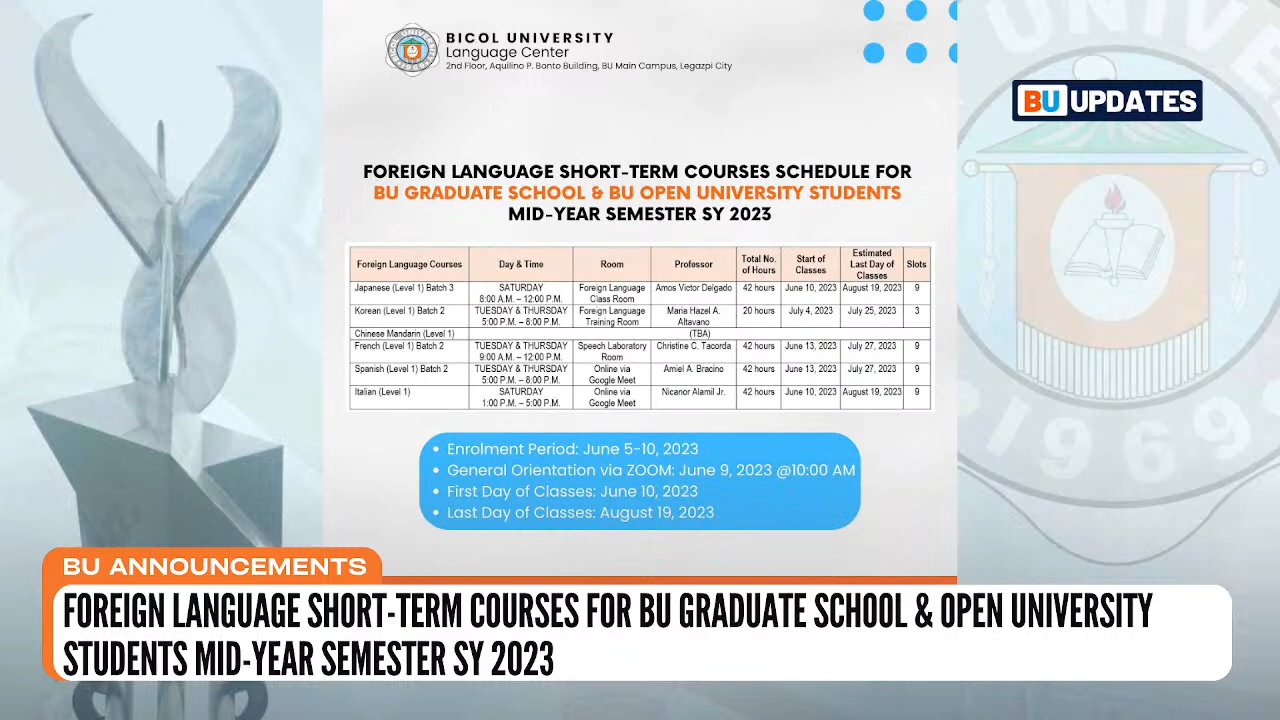 BICOL UNIVERSITY
Language Center
2nd Floor, Aquilino P. Bonto Building, BU Main Campus, Legazpi City
BU UPDATES
FOREIGN LANGUAGE SHORT-TERM COURSES SCHEDULE FOR
BU GRADUATE SCHOOL & BU OPEN UNIVERSITY STUDENTS
MID-YEAR SEMESTER SY 2023
Foreign Language Courses Day & Time Room Professor Total No. of Hours Start of Classes Estimated Last Day of Classes Slots
Japanese (Level 1) Batch 3 SATURDAY 8:00 A.M. – 12:00 P.M. Foreign Language Class Room Amos Victor Delgado 42 hours June 10, 2023 August 19, 2023 9
Korean (Level 1) Batch 2 TUESDAY & THURSDAY 5:00 P.M. – 8:00 P.M. Foreign Language Training Room Maria Hazel A. Altavano 20 hours July 4, 2023 July 25, 2023 3
Chinese Mandarin (Level 1) (TBA)
French (Level 1) Batch 2 TUESDAY & THURSDAY 9:00 A.M. – 12:00 P.M. Speech Laboratory Room Christine C. Tacorda 42 hours June 13, 2023 July 27, 2023 9
Spanish (Level 1) Batch 2 TUESDAY & THURSDAY 5:00 P.M. – 8:00 P.M. Online via Google Meet Amiel A. Bracino 42 hours June 13, 2023 July 27, 2023 9
Italian (Level 1) SATURDAY 1:00 P.M. – 5:00 P.M. Online via Google Meet Nicanor Alamil Jr. 42 hours June 10, 2023 August 19, 2023 9
• Enrolment Period: June 5-10, 2023
• General Orientation via ZOOM: June 9, 2023 @10:00 AM
• First Day of Classes: June 10, 2023
• Last Day of Classes: August 19, 2023
1969
BU ANNOUNCEMENTS
FOREIGN LANGUAGE SHORT-TERM COURSES FOR BU GRADUATE SCHOOL & OPEN UNIVERSITY
STUDENTS MID-YEAR SEMESTER SY 2023